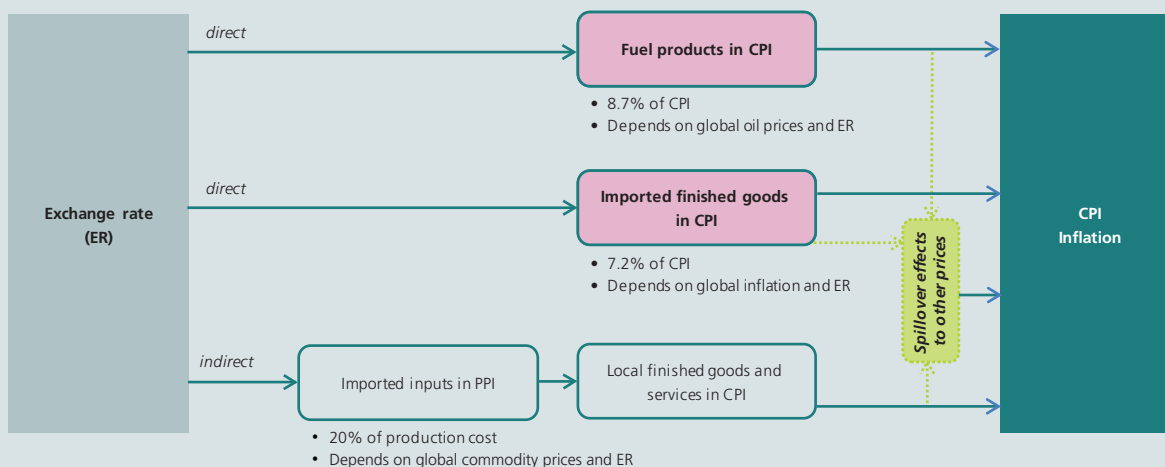 direct
Fuel products in CPI
• 8.7% of CPI
• Depends on global oil prices and ER
direct
Exchange rate
(ER)
Imported finished goods
in CPI
• 7.2% of CPI
• Depends on global inflation and ER
CPI
Inflation
Spillover effects
to other prices
indirect
Imported inputs in PPI
Local finished goods and
services in CPI
• 20% of production cost
• Depends on global commodity prices and ER